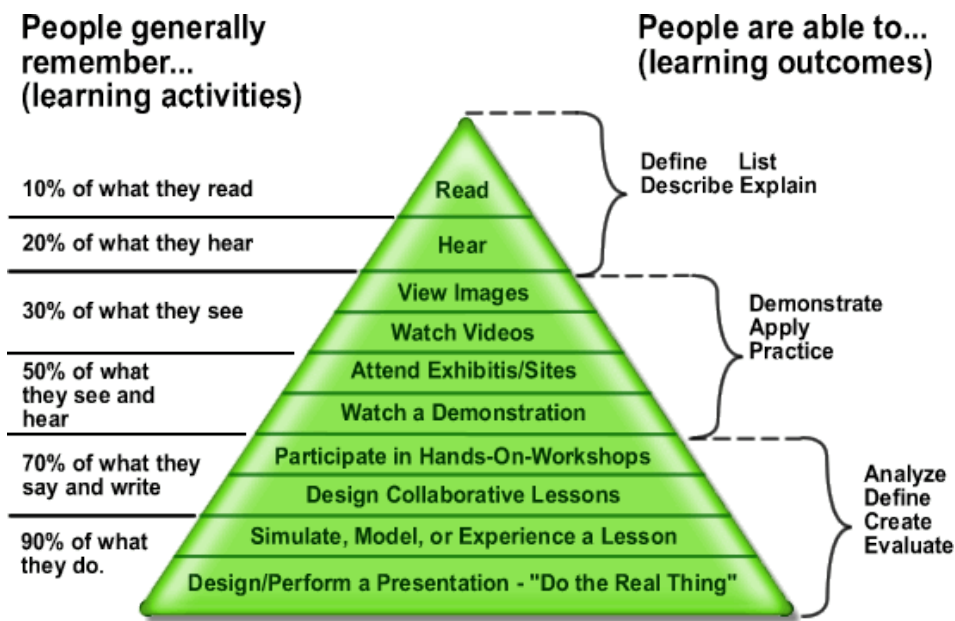 People generally
remember...
(learning activities)
People are able to...
(learning outcomes)
10% of what they read
20% of what they hear
30% of what they see
50% of what
they see and
hear
70% of what they
say and write
90% of what
they do.
Read
Hear
View Images
Watch Videos
Attend Exhibitis/Sites
Watch a Demonstration
Participate in Hands-On-Workshops
Design Collaborative Lessons
Simulate, Model, or Experience a Lesson
Design/Perform a Presentation - "Do the Real Thing"
Define List
Describe Explain
Demonstrate
Apply
Practice
Analyze
Define
Create
Evaluate